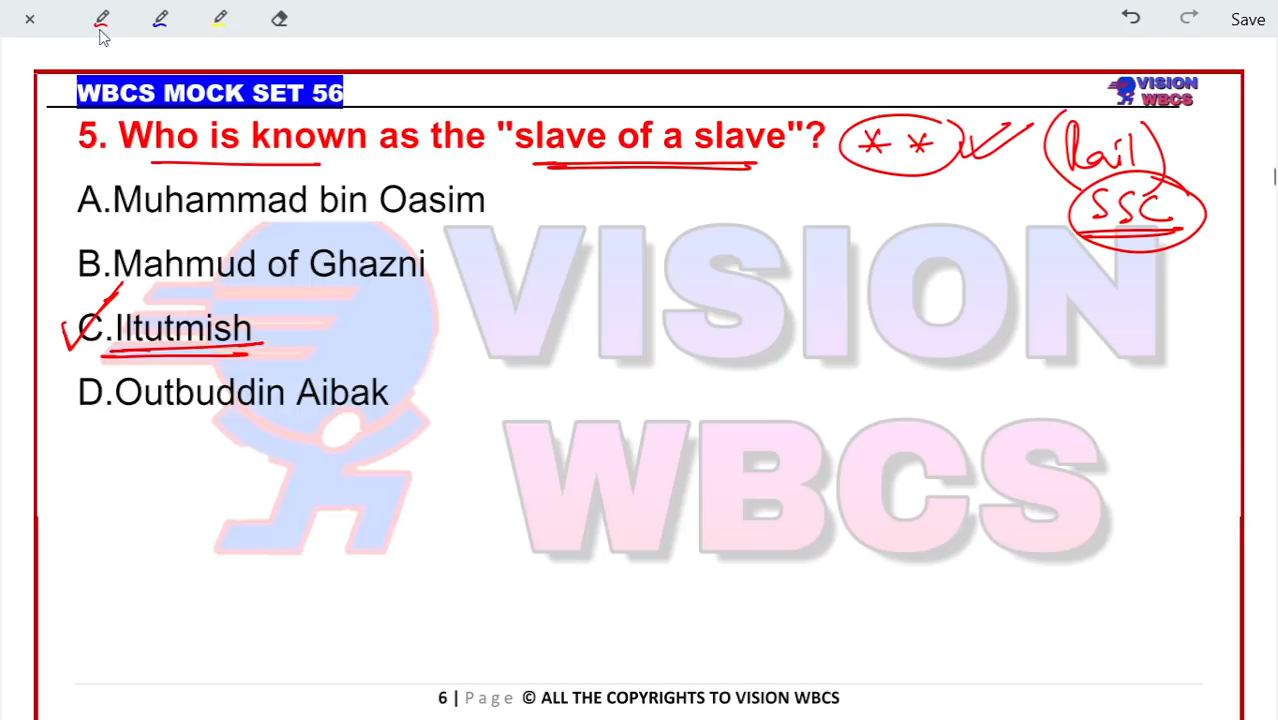 Save
WBCS MOCK SET 56
VISION
WBCS
5. Who is known as the "slave of a slave"?
(Rail)
SSC
A.Muhammad bin Oasim
B.Mahmud of Ghazni
C.Iltutmish
D.Outbuddin Aibak
VISION
WBCS
6 | Page © ALL THE COPYRIGHTS TO VISION WBCS